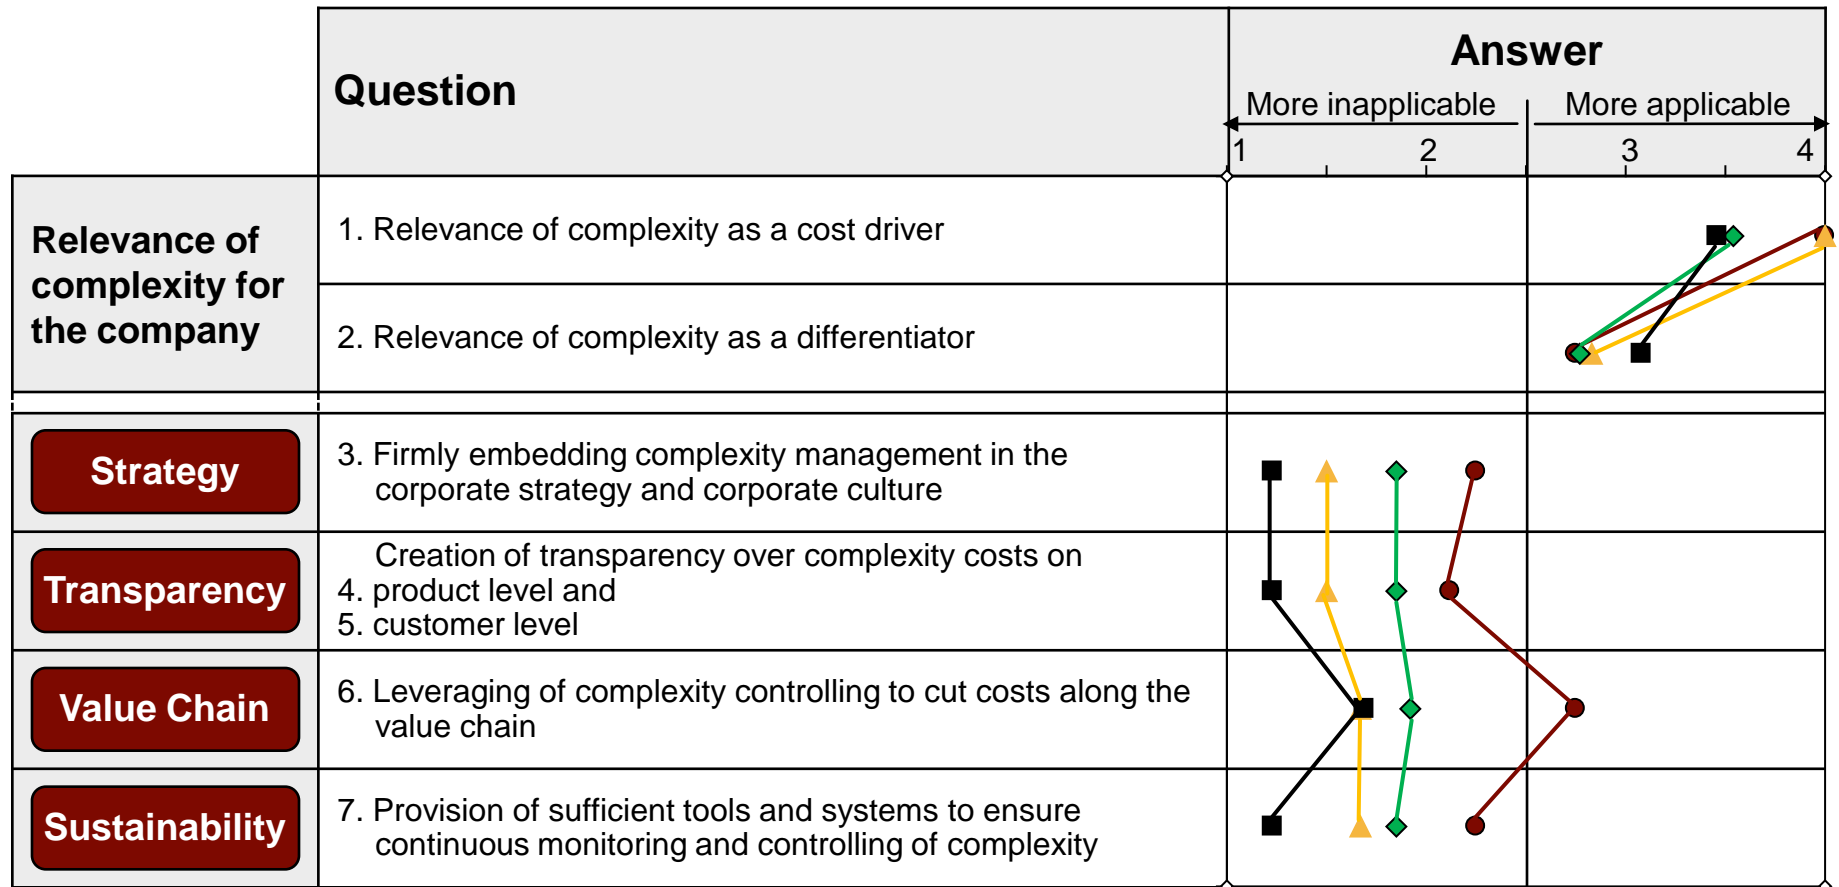 Question
Answer
More inapplicable
More applicable
1 2 3 4
Relevance of
complexity for
the company
1. Relevance of complexity as a cost driver
2. Relevance of complexity as a differentiator
Strategy
3. Firmly embedding complexity management in the
corporate strategy and corporate culture
Transparency
Creation of transparency over complexity costs on
4. product level and
5. customer level
Value Chain
6. Leveraging of complexity controlling to cut costs along the
value chain
Sustainability
7. Provision of sufficient tools and systems to ensure
continuous monitoring and controlling of complexity